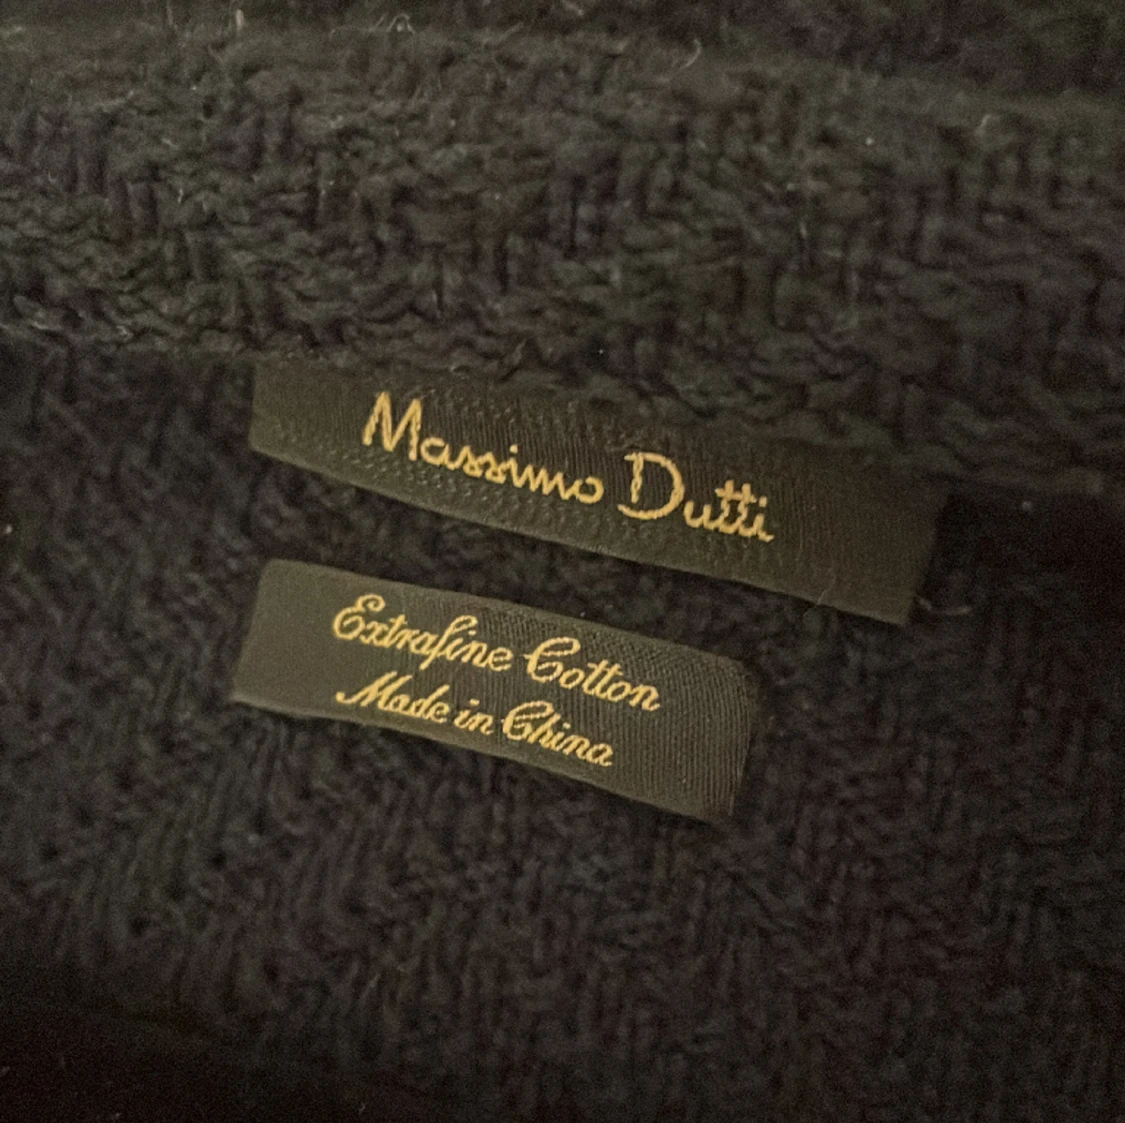 Massimo Dutti
Extrafine Cotton
Made in China